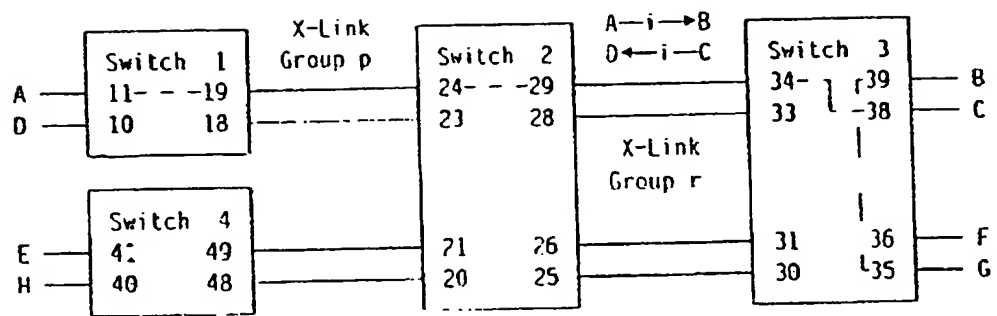 X-Link
Group p
A—i→B
D←i—C
Switch 1
Switch 2
Switch 3
A
11- - -19
24- - -29
34-
39
B
D
10
18
23
28
33
-38
C
X-Link
Group r
Switch 4
E
49
21
26
31
36
F
H
40
48
20
25
30
35
G